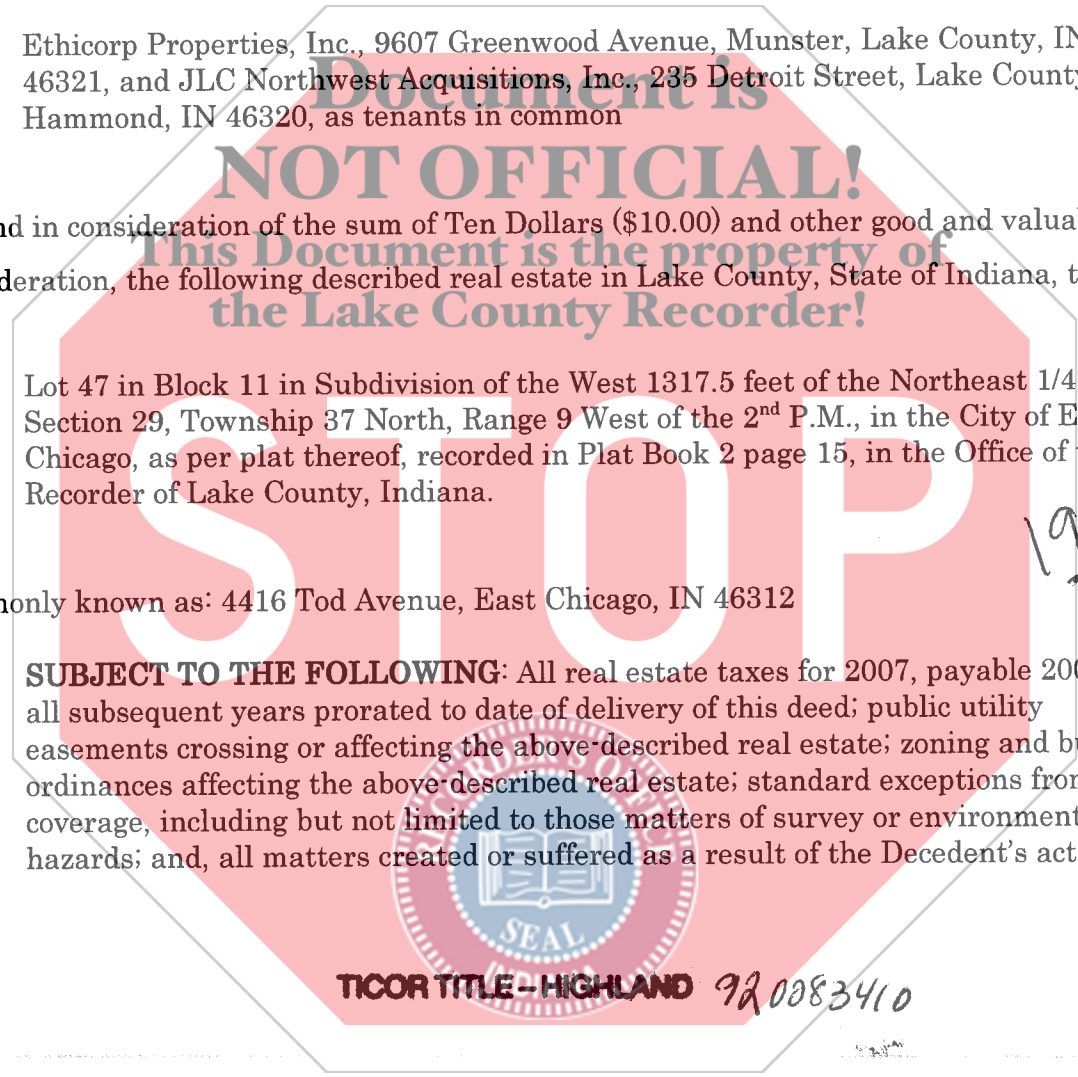 Ethicorp Properties, Inc., 9607 Greenwood Avenue, Munster, Lake County, IN
46321, and JLC Northwest Acquisitions, Inc., 235 Detroit Street, Lake County
Document is
Hammond, IN 46320, as tenants in common
NOT OFFICIAL!
nd in consideration of the sum of Ten Dollars ($10.00) and other good and valua
This Document is the property of
deration, the following described real estate in Lake County, State of Indiana, t
the Lake County Recorder!
Lot 47 in Block 11 in Subdivision of the West 1317.5 feet of the Northeast 1/4
Section 29, Township 37 North, Range 9 West of the 2nd P.M., in the City of E
Chicago, as per plat thereof, recorded in Plat Book 2 page 15, in the Office of
Recorder of Lake County, Indiana.
STOP
19
nonly known as: 4416 Tod Avenue, East Chicago, IN 46312
SUBJECT TO THE FOLLOWING: All real estate taxes for 2007, payable 200
all subsequent years prorated to date of delivery of this deed; public utility
easements crossing or affecting the above-described real estate; zoning and bu
ordinances affecting the above-described real estate; standard exceptions from
coverage, including but not limited to those matters of survey or environment
hazards; and, all matters created or suffered as a result of the Decedent's act
RECORDER'S OFFICE
SEAL
INDIANA
TICOR TITLE – HIGHLAND 920083410